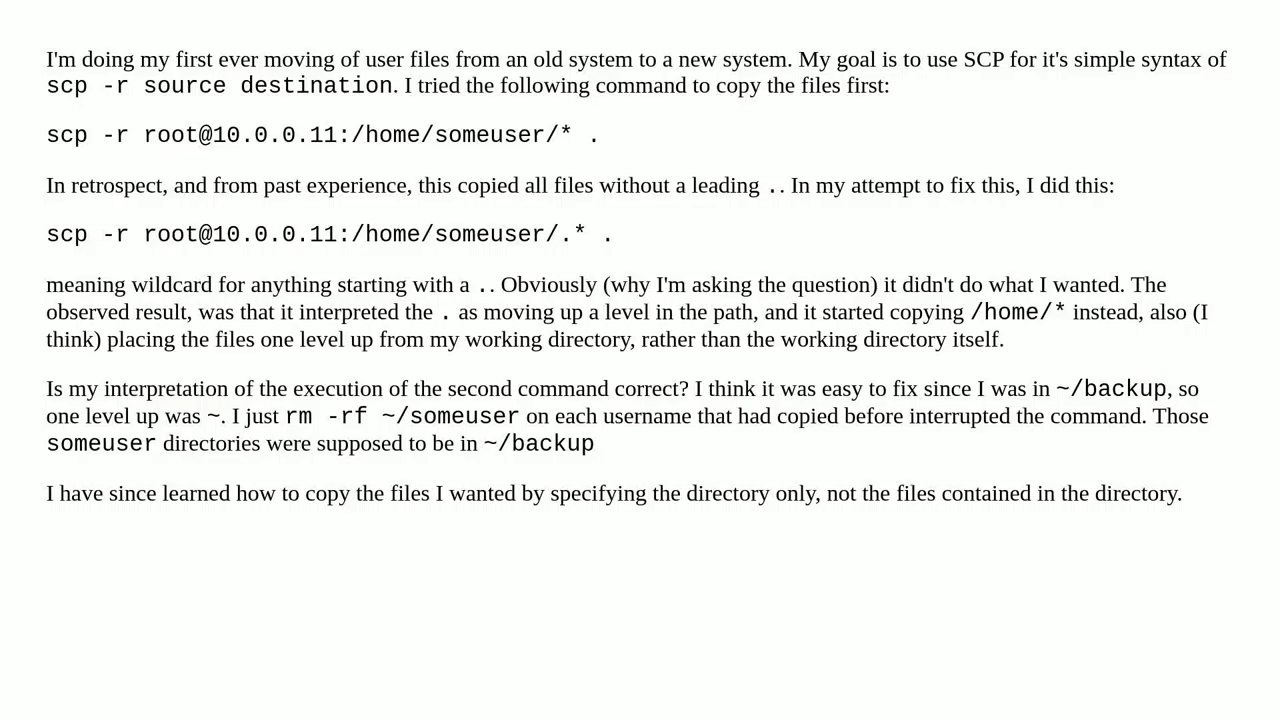 I'm doing my first ever moving of user files from an old system to a new system. My goal is to use SCP for it's simple syntax of
scp -r source destination. I tried the following command to copy the files first:
scp -r root@10.0.0.11:/home/someuser/* .
In retrospect, and from past experience, this copied all files without a leading .. In my attempt to fix this, I did this:
scp -r root@10.0.0.11:/home/someuser/.* .
meaning wildcard for anything starting with a .. Obviously (why I'm asking the question) it didn't do what I wanted. The
observed result, was that it interpreted the . as moving up a level in the path, and it started copying /home/* instead, also (I
think) placing the files one level up from my working directory, rather than the working directory itself.
Is my interpretation of the execution of the second command correct? I think it was easy to fix since I was in ~/backup, so
one level up was ~. I just rm -rf ~/someuser on each username that had copied before interrupted the command. Those
someuser directories were supposed to be in ~/backup
I have since learned how to copy the files I wanted by specifying the directory only, not the files contained in the directory.